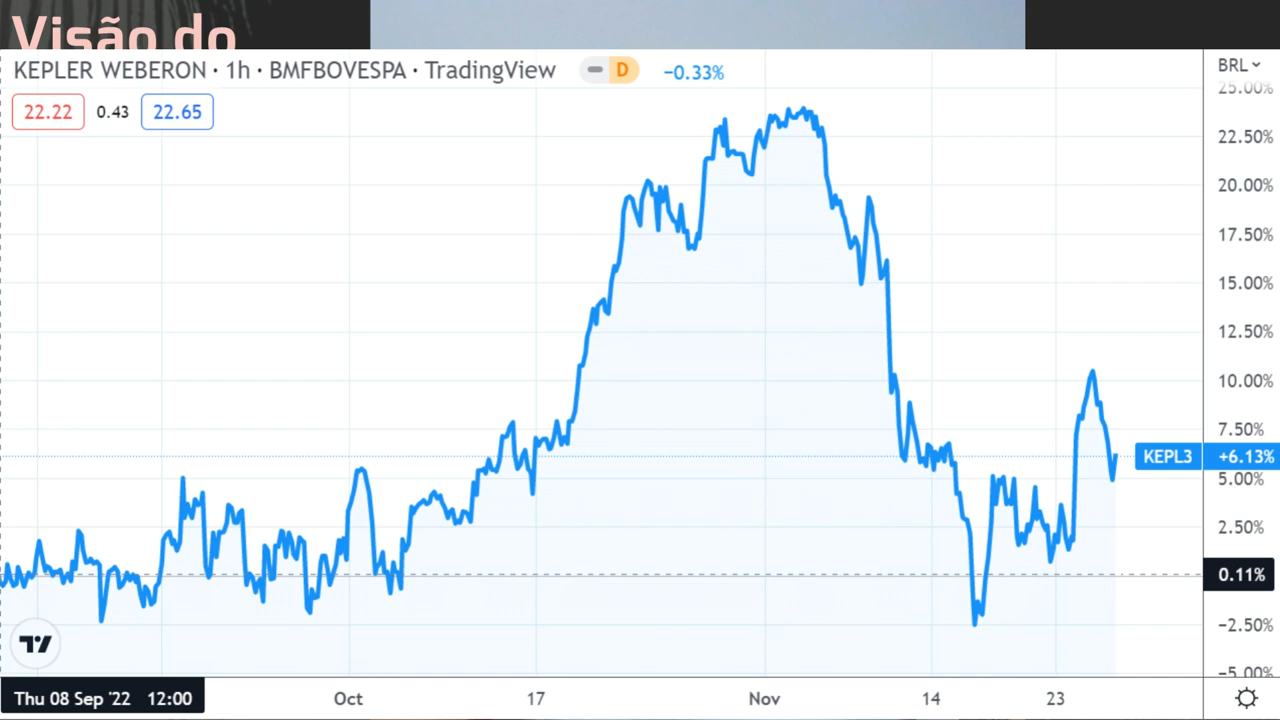 Visão do
KEPLER WEBERON · 1h · BMFBOVESPA · TradingView
D
−0.33%
BRL
22.22
0.43
22.65
25.00%
22.50%
20.00%
17.50%
15.00%
12.50%
10.00%
7.50%
KEPL3
+6.13%
5.00%
2.50%
0.11%
−2.50%
−5.00%
Thu 08 Sep '22 12:00
Oct
17
Nov
14
23